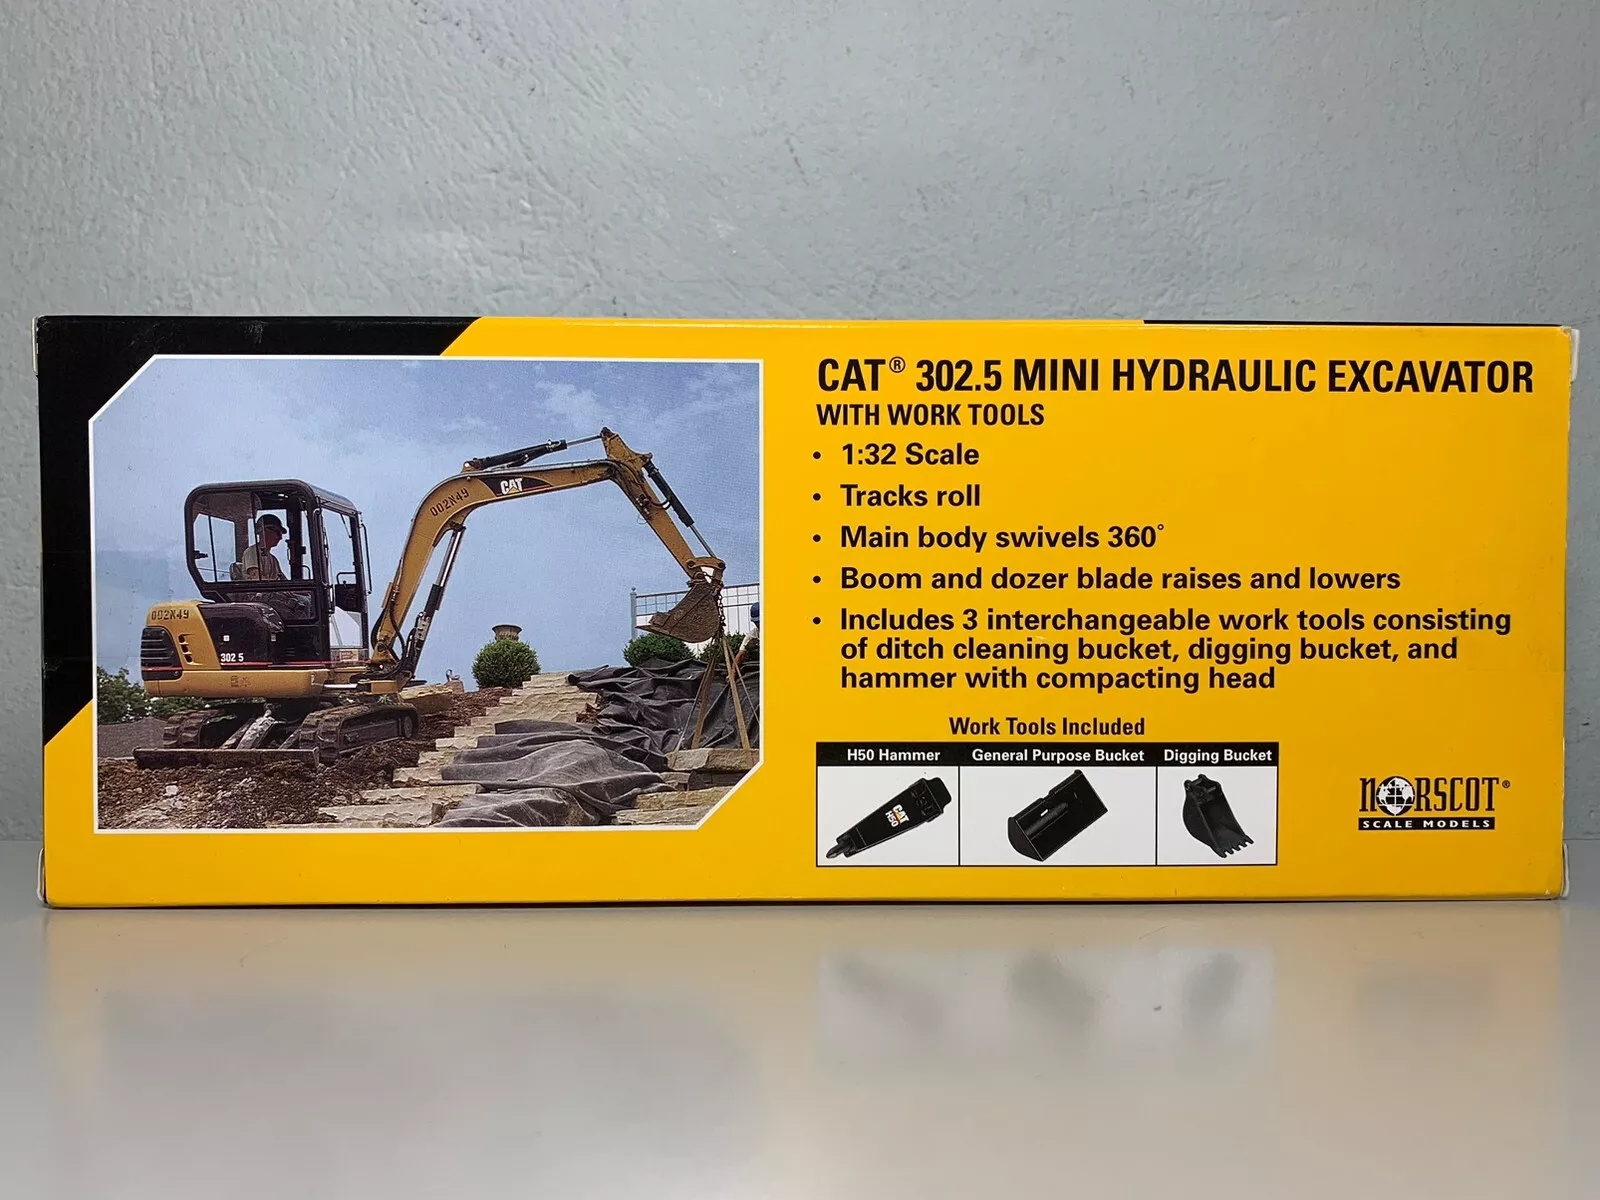 CAT® 302.5 MINI HYDRAULIC EXCAVATOR
WITH WORK TOOLS
• 1:32 Scale
• Tracks roll
• Main body swivels 360°
• Boom and dozer blade raises and lowers
• Includes 3 interchangeable work tools consisting
of ditch cleaning bucket, digging bucket, and
hammer with compacting head
Work Tools Included
H50 Hammer
General Purpose Bucket
Digging Bucket
CAT
H50
NORSCOT®
SCALE MODELS
CAT
002N49
002N49
302 5